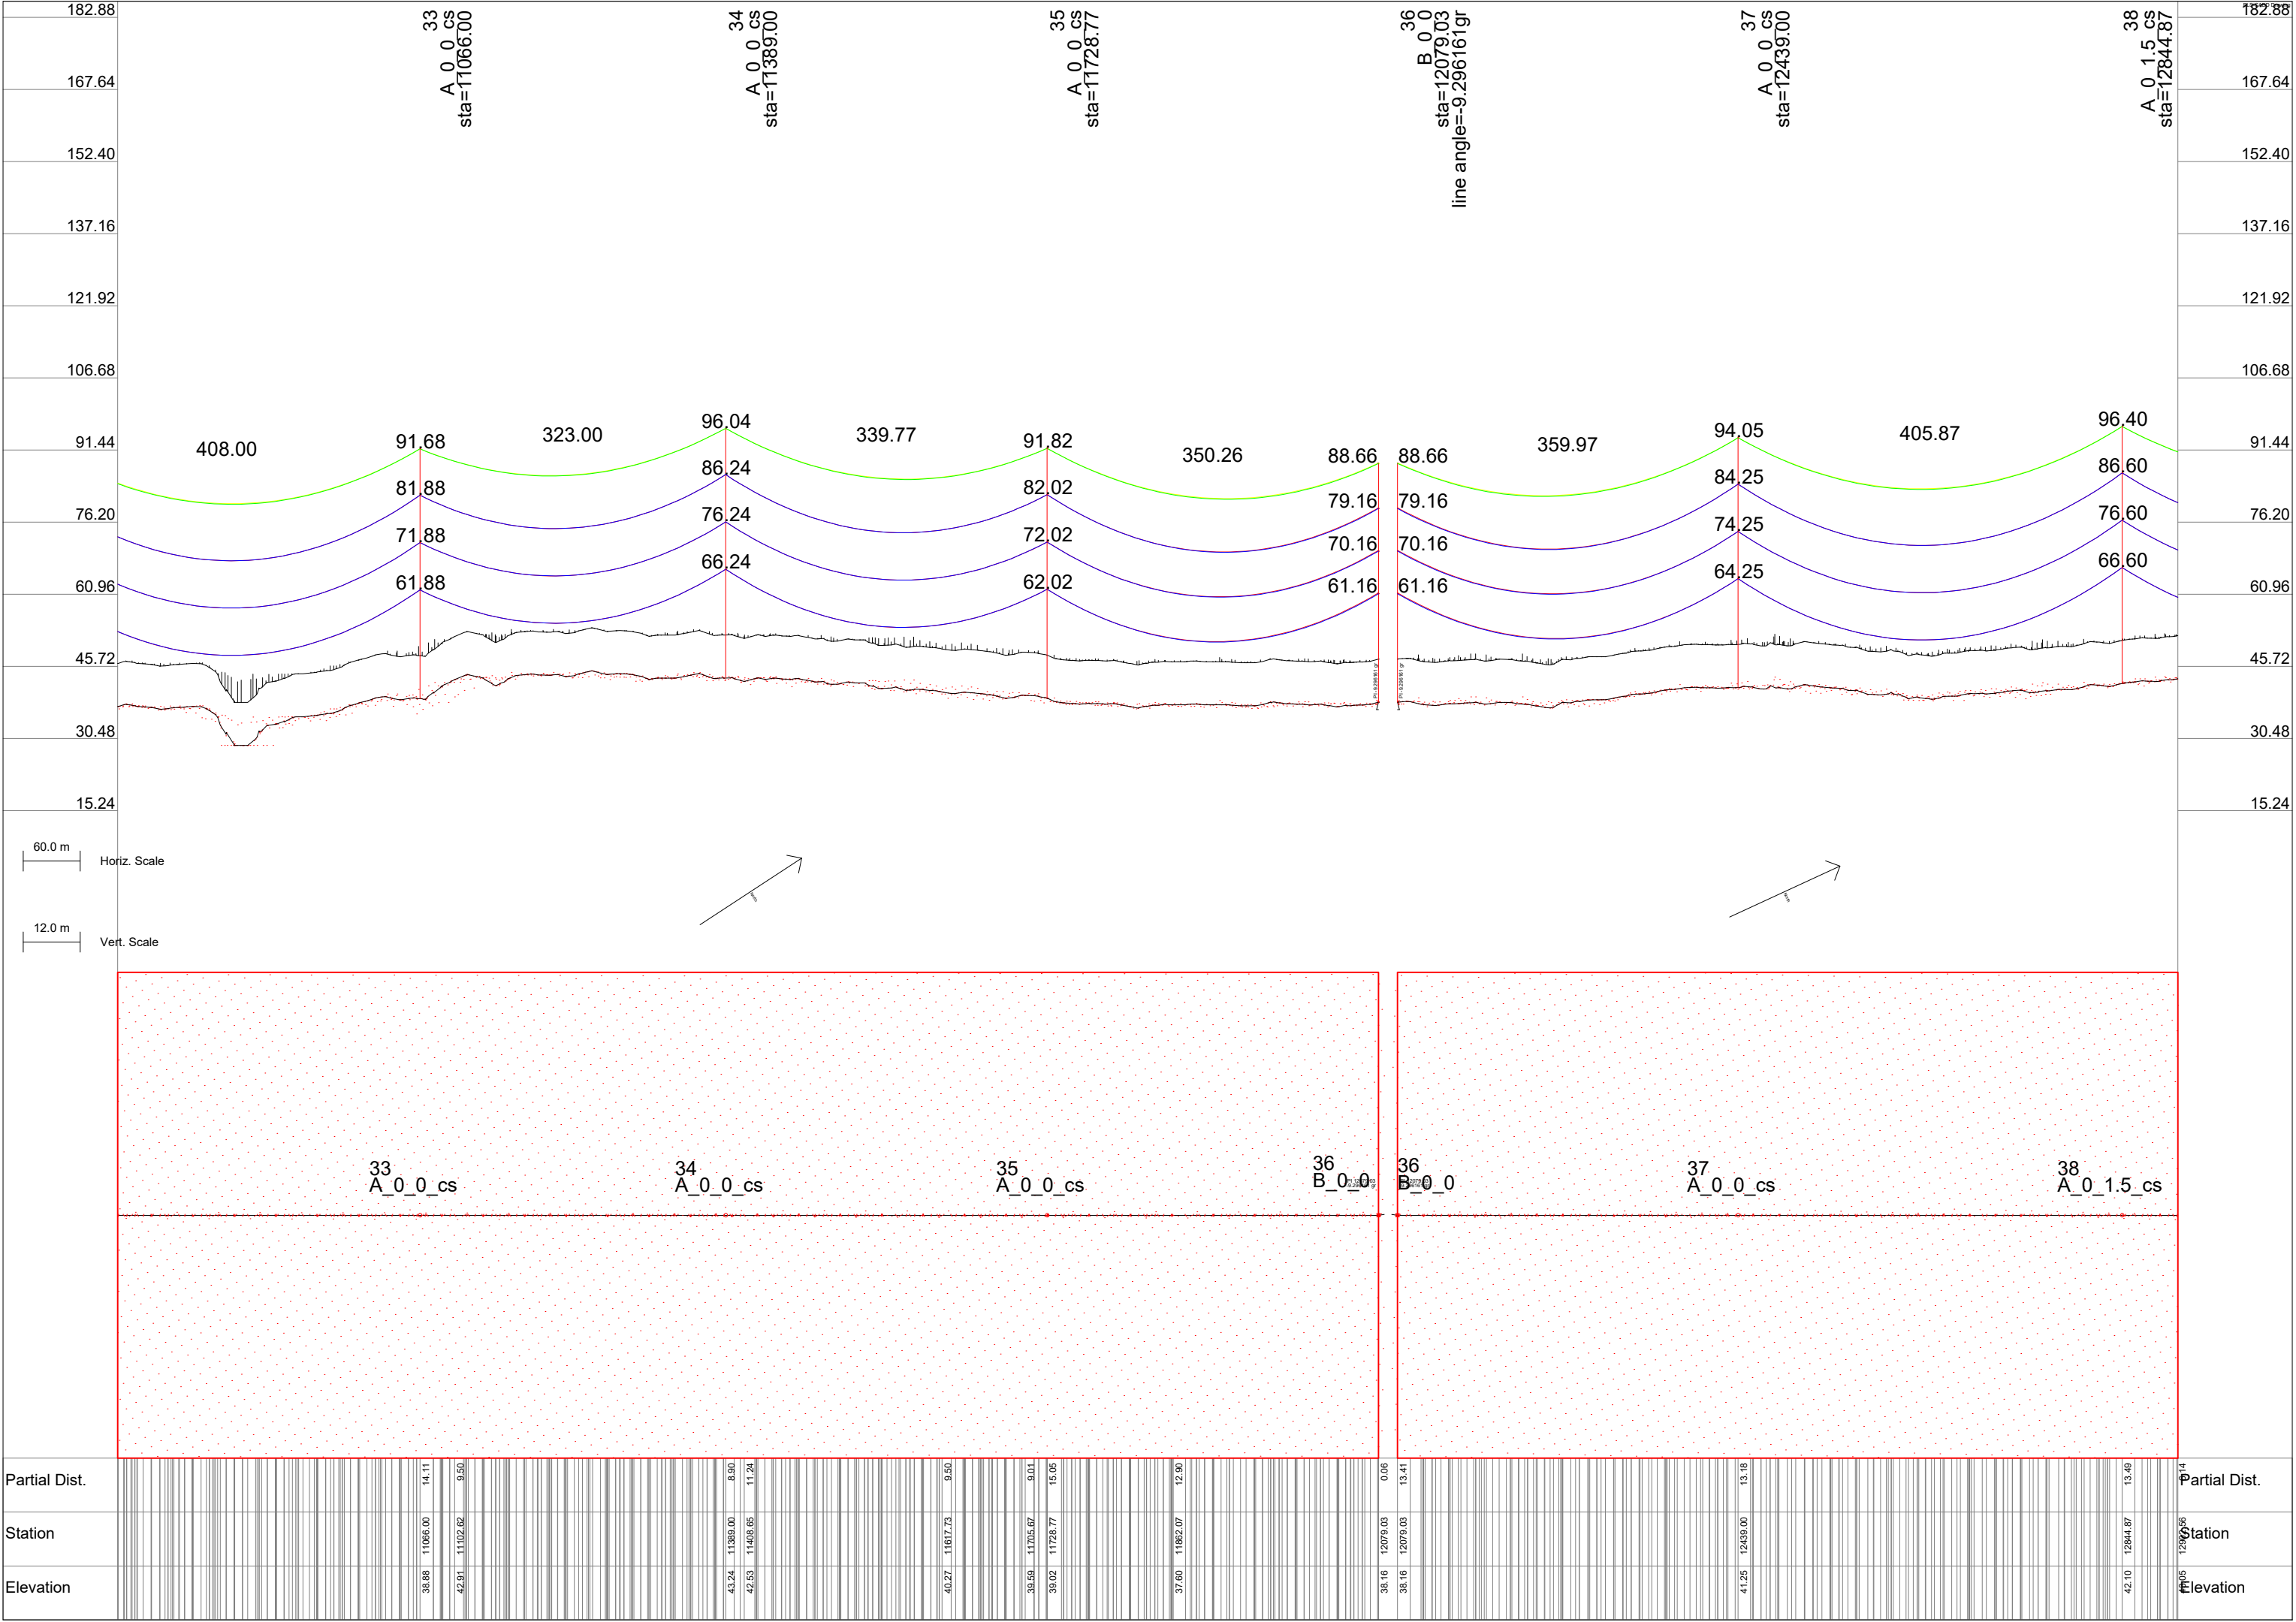 182.88
167.64
152.40
137.16
121.92
106.68
91.44
76.20
60.96
45.72
30.48
15.24
33
A_0_0_cs
sta=11066.00
34
A_0_0_cs
sta=11389.00
35
A_0_0_cs
sta=11728.77
36
B_0_0
sta=12079.03
line angle=-9.296161gr
37
A_0_0_cs
sta=12439.00
38
A_0_1.5_cs
sta=12844.87
182.88
167.64
152.40
137.16
121.92
106.68
91.44
76.20
60.96
45.72
30.48
15.24
408.00
91.68
81.88
71.88
61.88
323.00
96.04
86.24
76.24
66.24
339.77
91.82
82.02
72.02
62.02
350.26
88.66
79.16
70.16
61.16
88.66
79.16
70.16
61.16
359.97
94.05
84.25
74.25
64.25
405.87
96.40
86.60
76.60
66.60
60.0 m
Horiz. Scale
12.0 m
Vert. Scale
33
A_0_0_cs
34
A_0_0_cs
35
A_0_0_cs
36
B_0_0
36
B_0_0
37
A_0_0_cs
38
A_0_1.5_cs
Partial Dist. 14.11 9.50 8.90 11.24 9.50 9.01 15.05 12.90 0.06 13.41 13.18 13.49 Partial Dist.
Station 11066.00 11102.62 11389.00 11408.65 11617.73 11705.67 11728.77 11862.07 12079.03 12079.03 12439.00 12844.87 Station
Elevation 38.88 42.91 43.24 42.53 40.27 39.59 39.02 37.60 38.16 38.16 41.25 42.10 Elevation